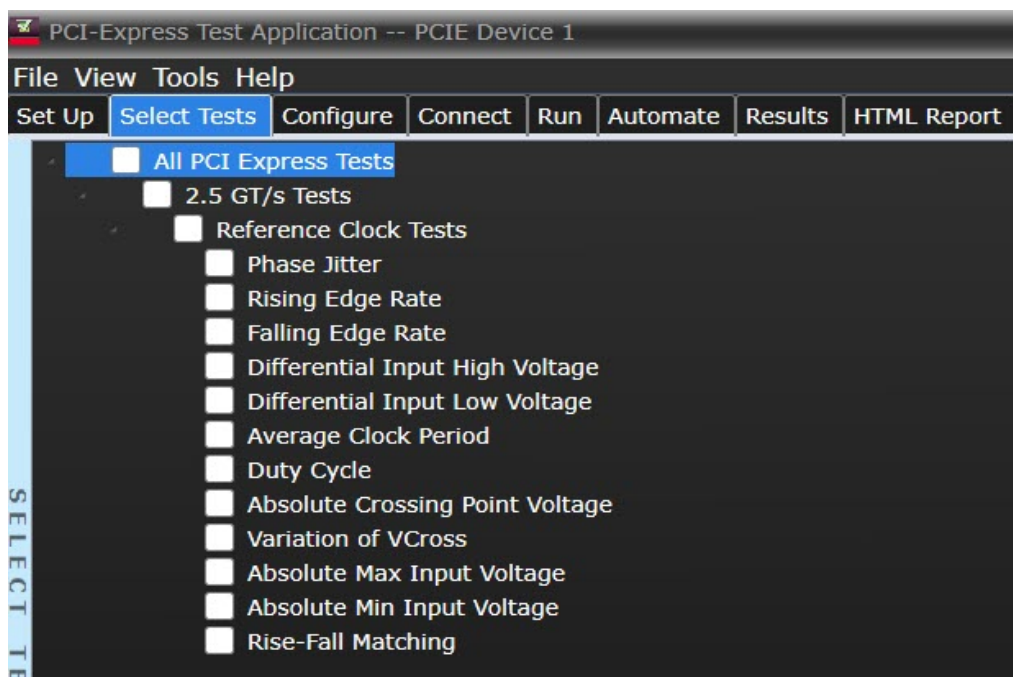 PCI-Express Test Application -- PCIE Device 1
File View Tools Help
Set Up Select Tests Configure Connect Run Automate Results HTML Report
All PCI Express Tests
2.5 GT/s Tests
Reference Clock Tests
Phase Jitter
Rising Edge Rate
Falling Edge Rate
Differential Input High Voltage
Differential Input Low Voltage
Average Clock Period
Duty Cycle
Absolute Crossing Point Voltage
Variation of VCross
Absolute Max Input Voltage
Absolute Min Input Voltage
Rise-Fall Matching
SELECT